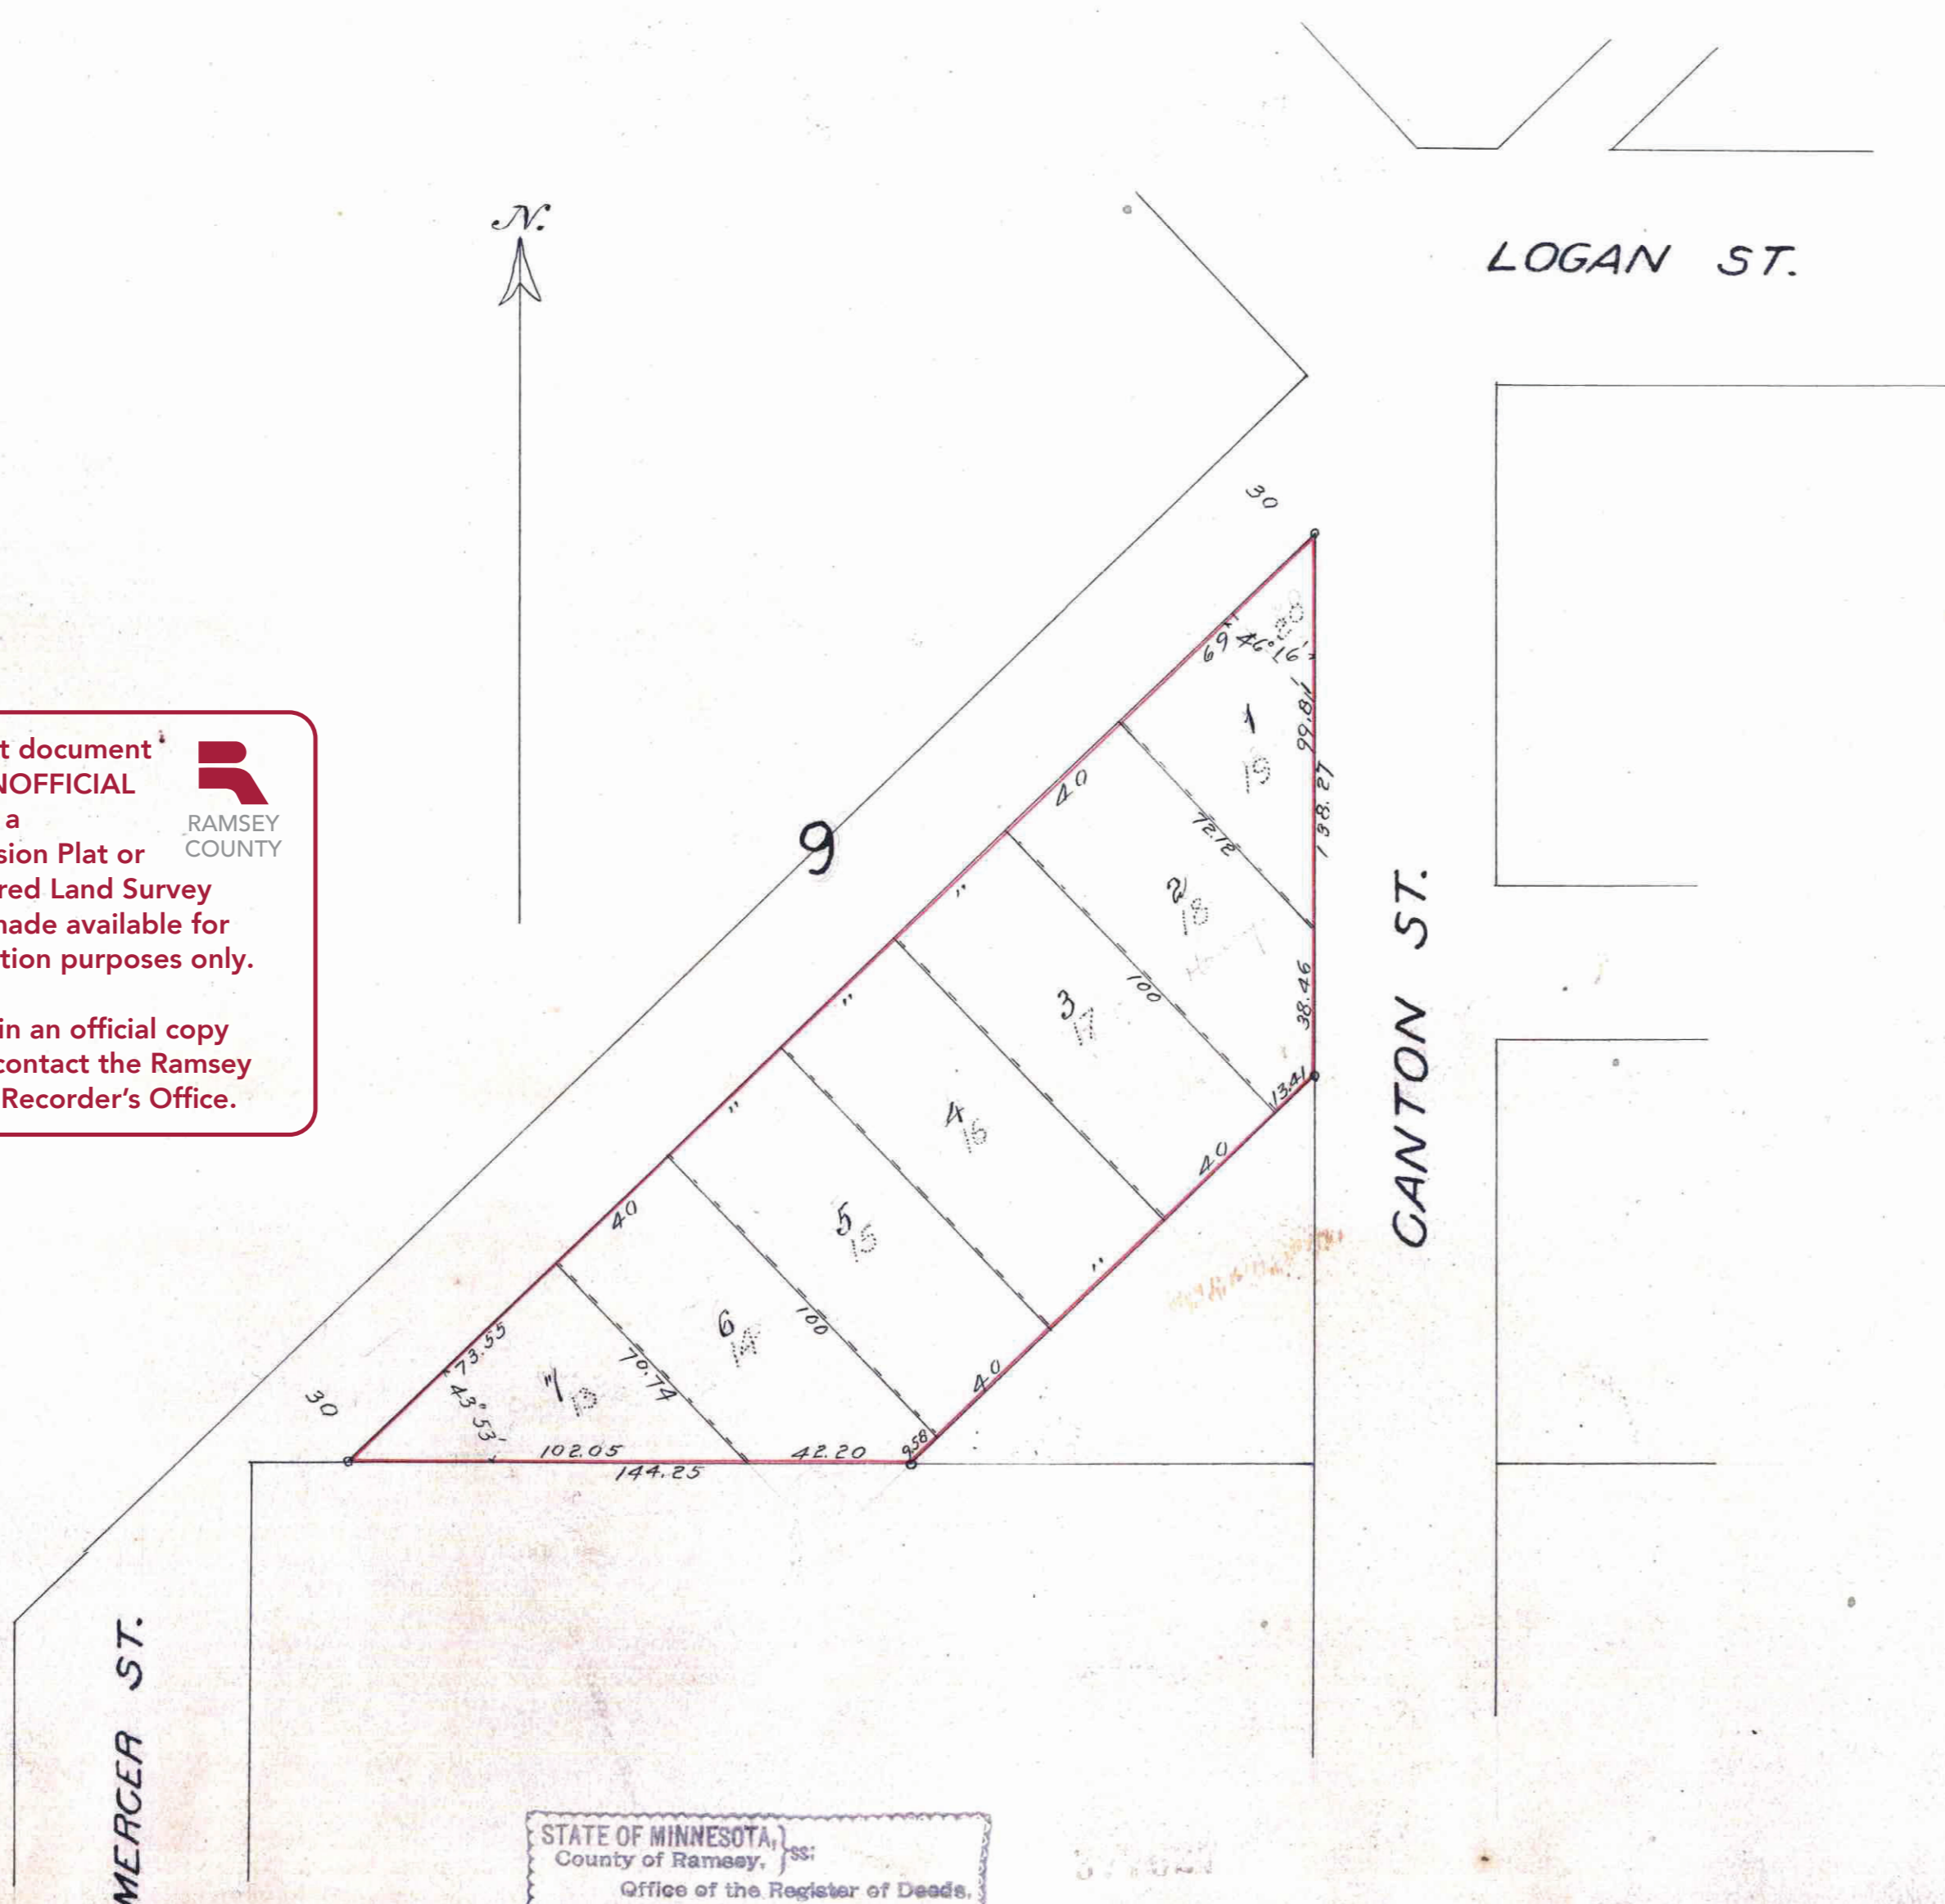 N.
LOGAN ST.
30
t document
NOFFICIAL
a
sion Plat or
red Land Survey
nade available for
tion purposes only.
in an official copy
contact the Ramsey
Recorder's Office.
RAMSEY
COUNTY
9
20
69
46° 16'
1
19
99.81
138.27
40
72.12
2
18
"
100
38.46
3
17
"
13.41
4
16
"
40
CANTON ST.
5
15
40
"
6
14
100
73.55
70.74
40
7
13
43° 53'
30
102.05
42.20
9.58
144.25
MERCER ST.
STATE OF MINNESOTA, } SS:
County of Ramsey,
Office of the Register of Deeds,